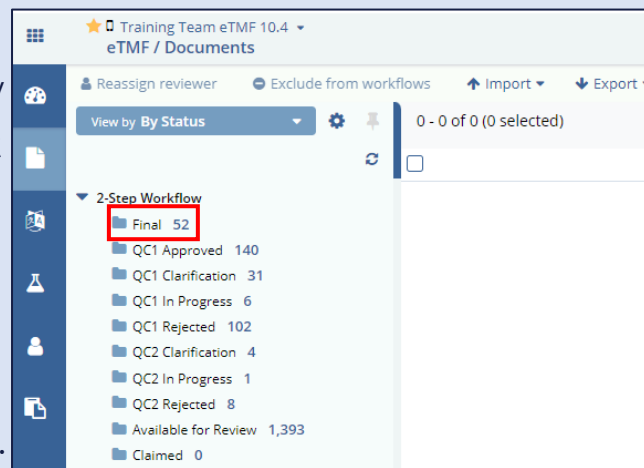 Training Team eTMF 10.4
eTMF / Documents
Reassign reviewer Exclude from workflows Import Export
View by By Status
0 - 0 of 0 (0 selected)
2-Step Workflow
Final 52
QC1 Approved 140
QC1 Clarification 31
QC1 In Progress 6
QC1 Rejected 102
QC2 Clarification 4
QC2 In Progress 1
QC2 Rejected 8
Available for Review 1,393
Claimed 0